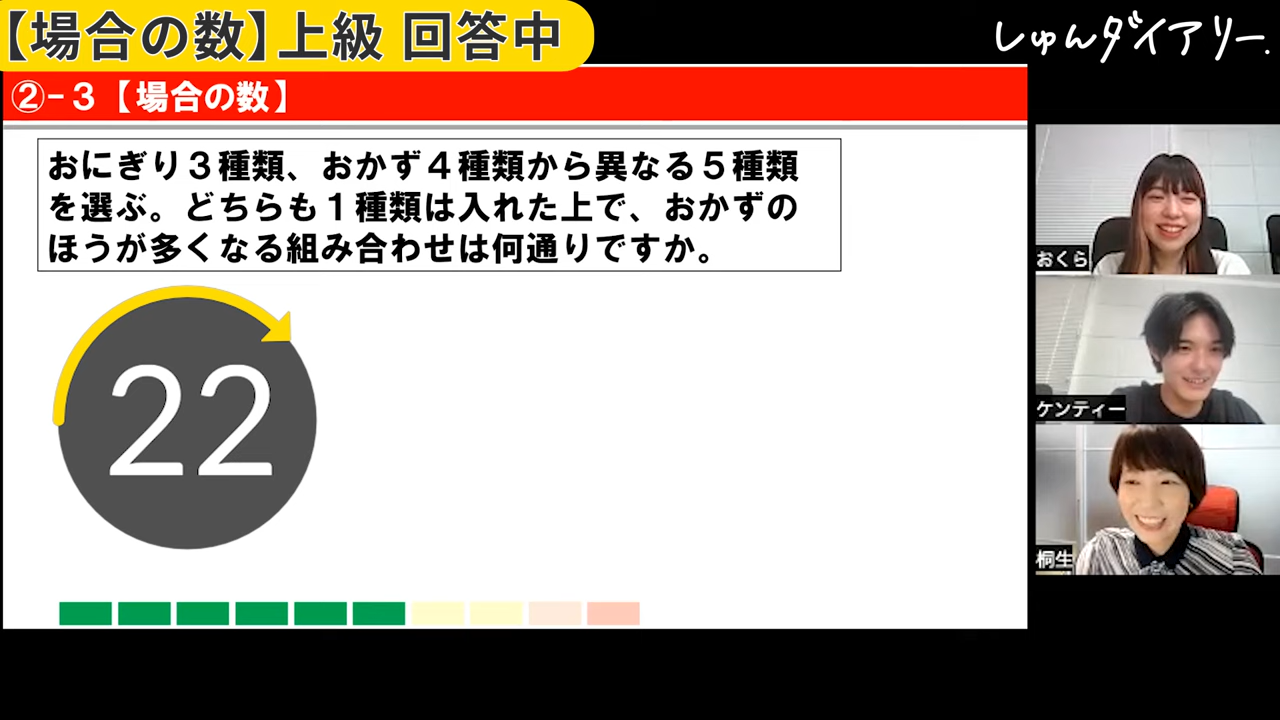 【場合の数】上級 回答中
しゅんダイアリー.
②-3【場合の数】
おにぎり3種類、おかず4種類から異なる5種類
を選ぶ。どちらも1種類は入れた上で、おかずの
ほうが多くなる組み合わせは何通りですか。
22
おくら
ケンティー
桐生